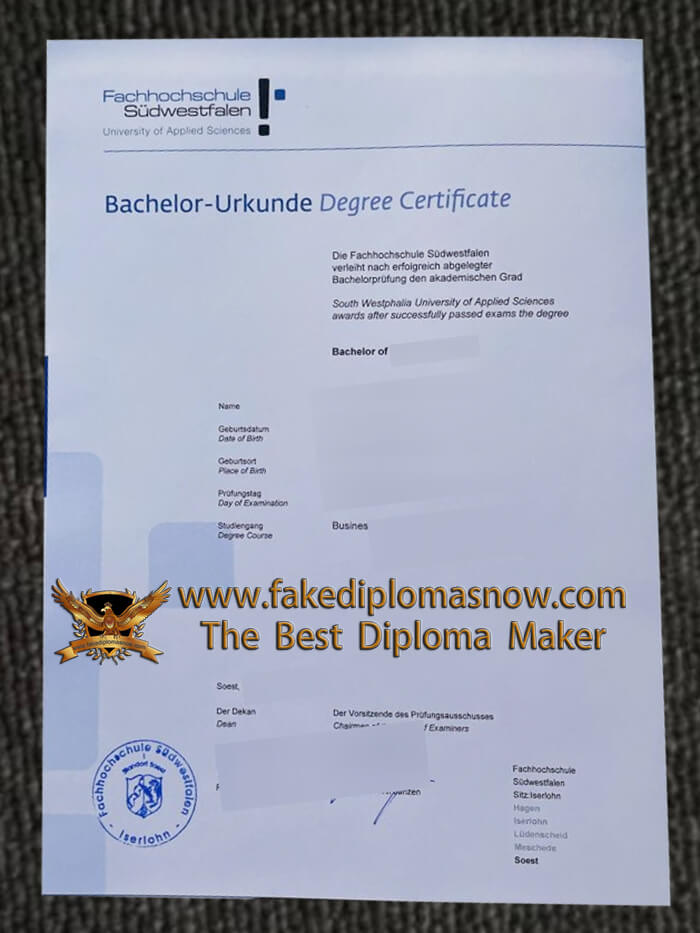 Fachhochschule
Südwestfalen
University of Applied Sciences
Bachelor-Urkunde Degree Certificate
Die Fachhochschule Südwestfalen
verleiht nach erfolgreich abgelegter
Bachelorprüfung den akademischen Grad
South Westphalia University of Applied Sciences
awards after successfully passed exams the degree
Bachelor of
Name
Geburtsdatum
Date of Birth
Geburtsort
Place of Birth
Prüfungstag
Day of Examination
Studiengang
Degree Course
Busines
www.fakediplomasnow.com
The Best Diploma Maker
Soest,
Der Dekan
Dean
Der Vorsitzende des Prüfungsausschusses
Examiners
Fachhochschule Südwestfalen
Standort Soest
- Iserlohn -
Fachhochschule
Südwestfalen
Sitz:Iserlohn
Hagen
Iserlohn
Lüdenscheid
Meschede
Soest